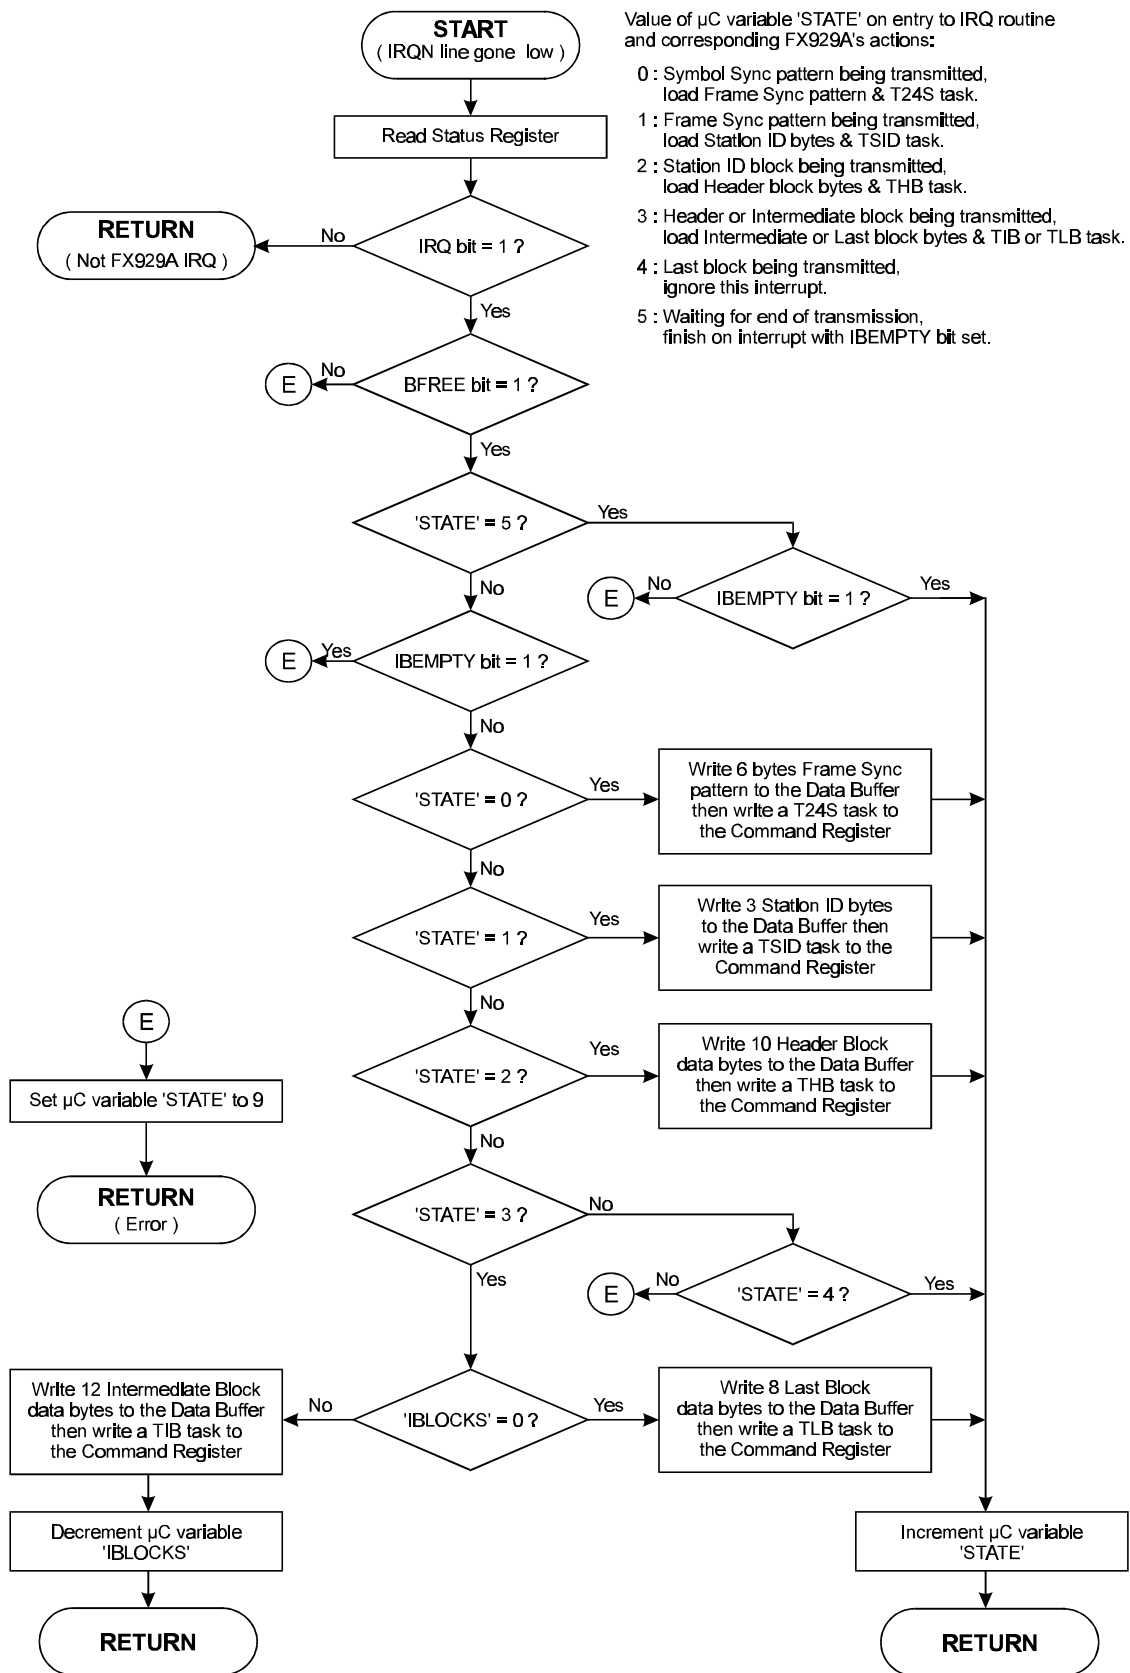 START
( IRQN line gone low )
Value of µC variable 'STATE' on entry to IRQ routine
and corresponding FX929A's actions:
0 : Symbol Sync pattern being transmitted,
load Frame Sync pattern & T24S task.
1 : Frame Sync pattern being transmitted,
load Station ID bytes & TSID task.
2 : Station ID block being transmitted,
load Header block bytes & THB task.
3 : Header or Intermediate block being transmitted,
load Intermediate or Last block bytes & TIB or TLB task.
4 : Last block being transmitted,
ignore this interrupt.
5 : Waiting for end of transmission,
finish on interrupt with IBEMPTY bit set.
Read Status Register
RETURN
( Not FX929A IRQ )
No
IRQ bit = 1 ?
Yes
E
No
BFREE bit = 1 ?
Yes
'STATE' = 5 ?
Yes
No
E
No
IBEMPTY bit = 1 ?
Yes
E
Yes
IBEMPTY bit = 1 ?
No
'STATE' = 0 ?
Yes
Write 6 bytes Frame Sync
pattern to the Data Buffer
then write a T24S task to
the Command Register
No
'STATE' = 1 ?
Yes
Write 3 Station ID bytes
to the Data Buffer then
write a TSID task to the
Command Register
No
'STATE' = 2 ?
Yes
Write 10 Header Block
data bytes to the Data Buffer
then write a THB task to
the Command Register
No
E
Set µC variable 'STATE' to 9
RETURN
( Error )
'STATE' = 3 ?
No
Yes
E
No
'STATE' = 4 ?
Yes
Write 12 Intermediate Block
data bytes to the Data Buffer
then write a TIB task to
the Command Register
No
'IBLOCKS' = 0 ?
Yes
Write 8 Last Block
data bytes to the Data Buffer
then write a TLB task to
the Command Register
Decrement µC variable
'IBLOCKS'
Increment µC variable
'STATE'
RETURN
RETURN